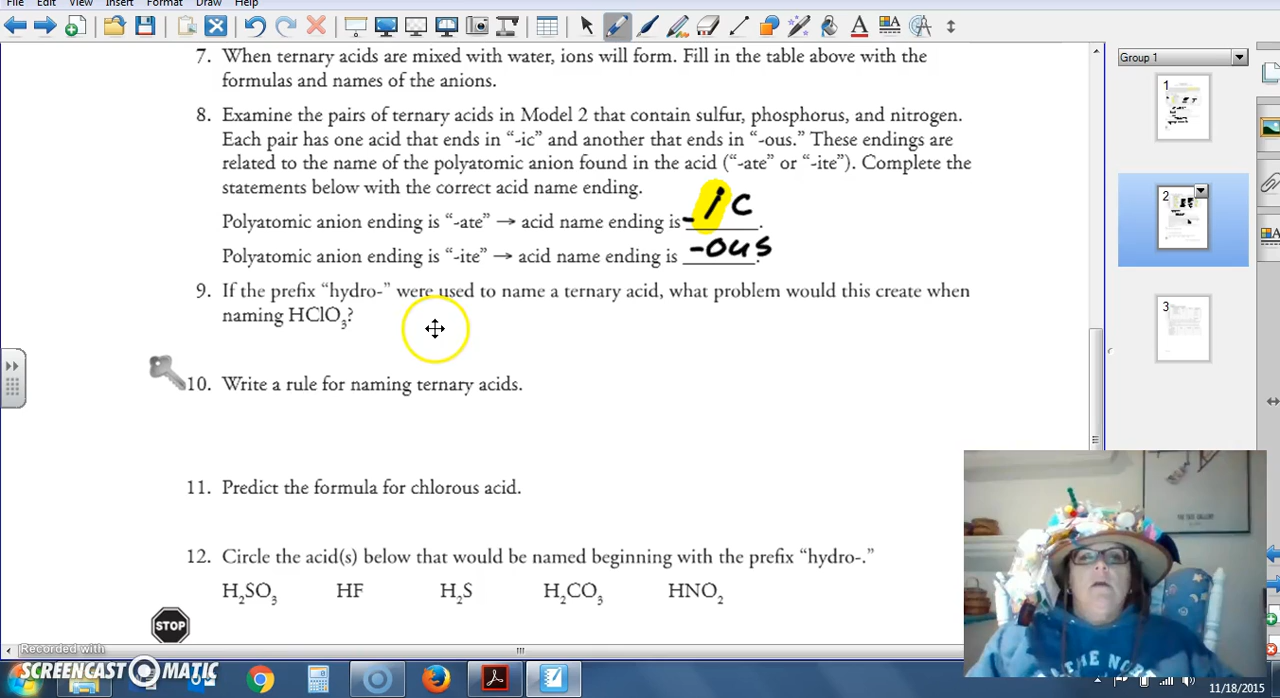 File Edit View Insert Format Draw Help
7. When ternary acids are mixed with water, ions will form. Fill in the table above with the
formulas and names of the anions.
8. Examine the pairs of ternary acids in Model 2 that contain sulfur, phosphorus, and nitrogen.
Each pair has one acid that ends in “-ic” and another that ends in “-ous.” These endings are
related to the name of the polyatomic anion found in the acid (“-ate” or “-ite”). Complete the
statements below with the correct acid name ending.
Polyatomic anion ending is “-ate” → acid name ending is -ic.
Polyatomic anion ending is “-ite” → acid name ending is -ous.
9. If the prefix “hydro-” were used to name a ternary acid, what problem would this create when
naming HClO₃?
10. Write a rule for naming ternary acids.
11. Predict the formula for chlorous acid.
12. Circle the acid(s) below that would be named beginning with the prefix “hydro-.”
H₂SO₃ HF H₂S H₂CO₃ HNO₂
STOP
Group 1
1
2
3
Recorded with
SCREENCAST MATIC
11/18/2015